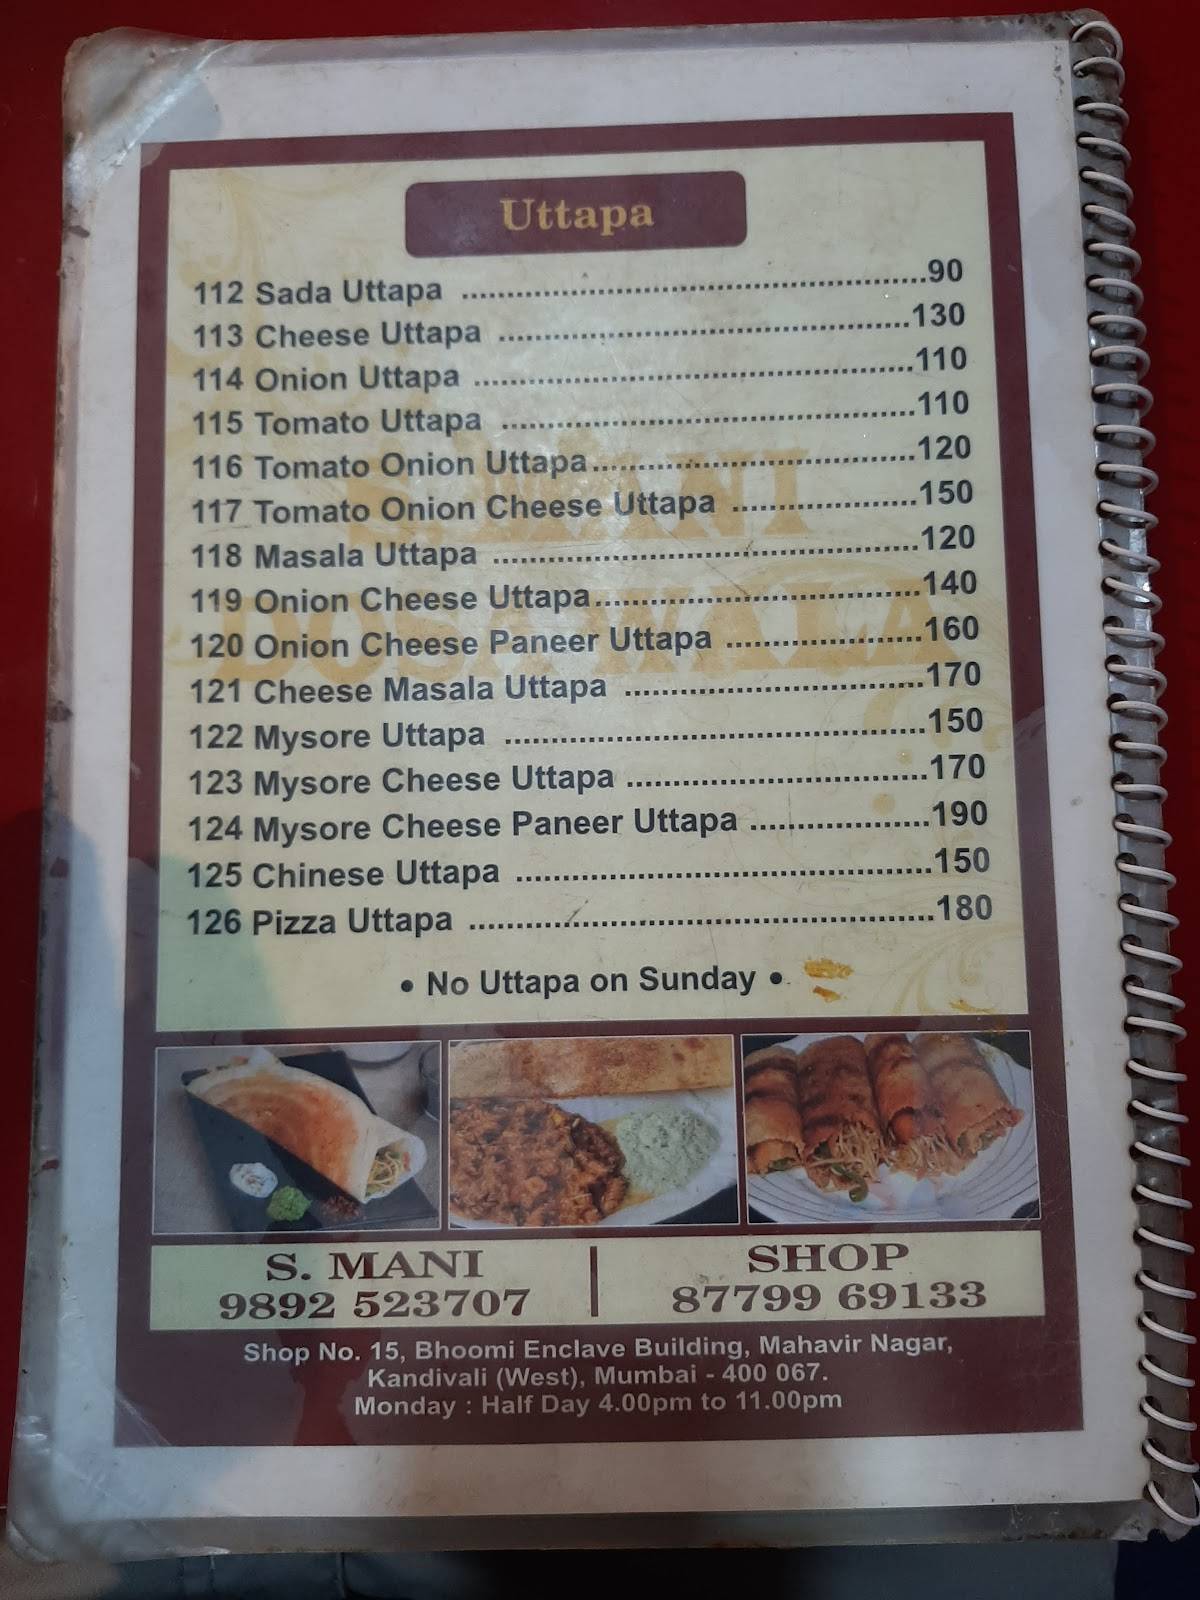 Uttapa
112 Sada Uttapa ........................................................90
113 Cheese Uttapa ..................................................130
114 Onion Uttapa .....................................................110
115 Tomato Uttapa ..................................................110
116 Tomato Onion Uttapa.......................................120
117 Tomato Onion Cheese Uttapa ......................150
118 Masala Uttapa ...................................................120
119 Onion Cheese Uttapa.......................................140
120 Onion Cheese Paneer Uttapa .......................160
121 Cheese Masala Uttapa ...................................170
122 Mysore Uttapa ..................................................150
123 Mysore Cheese Uttapa ...................................170
124 Mysore Cheese Paneer Uttapa .....................190
125 Chinese Uttapa .................................................150
126 Pizza Uttapa ......................................................180
• No Uttapa on Sunday •
S. MANI
DOSAWALA
S. MANI
9892 523707
SHOP
87799 69133
Shop No. 15, Bhoomi Enclave Building, Mahavir Nagar,
Kandivali (West), Mumbai - 400 067.
Monday : Half Day 4.00pm to 11.00pm